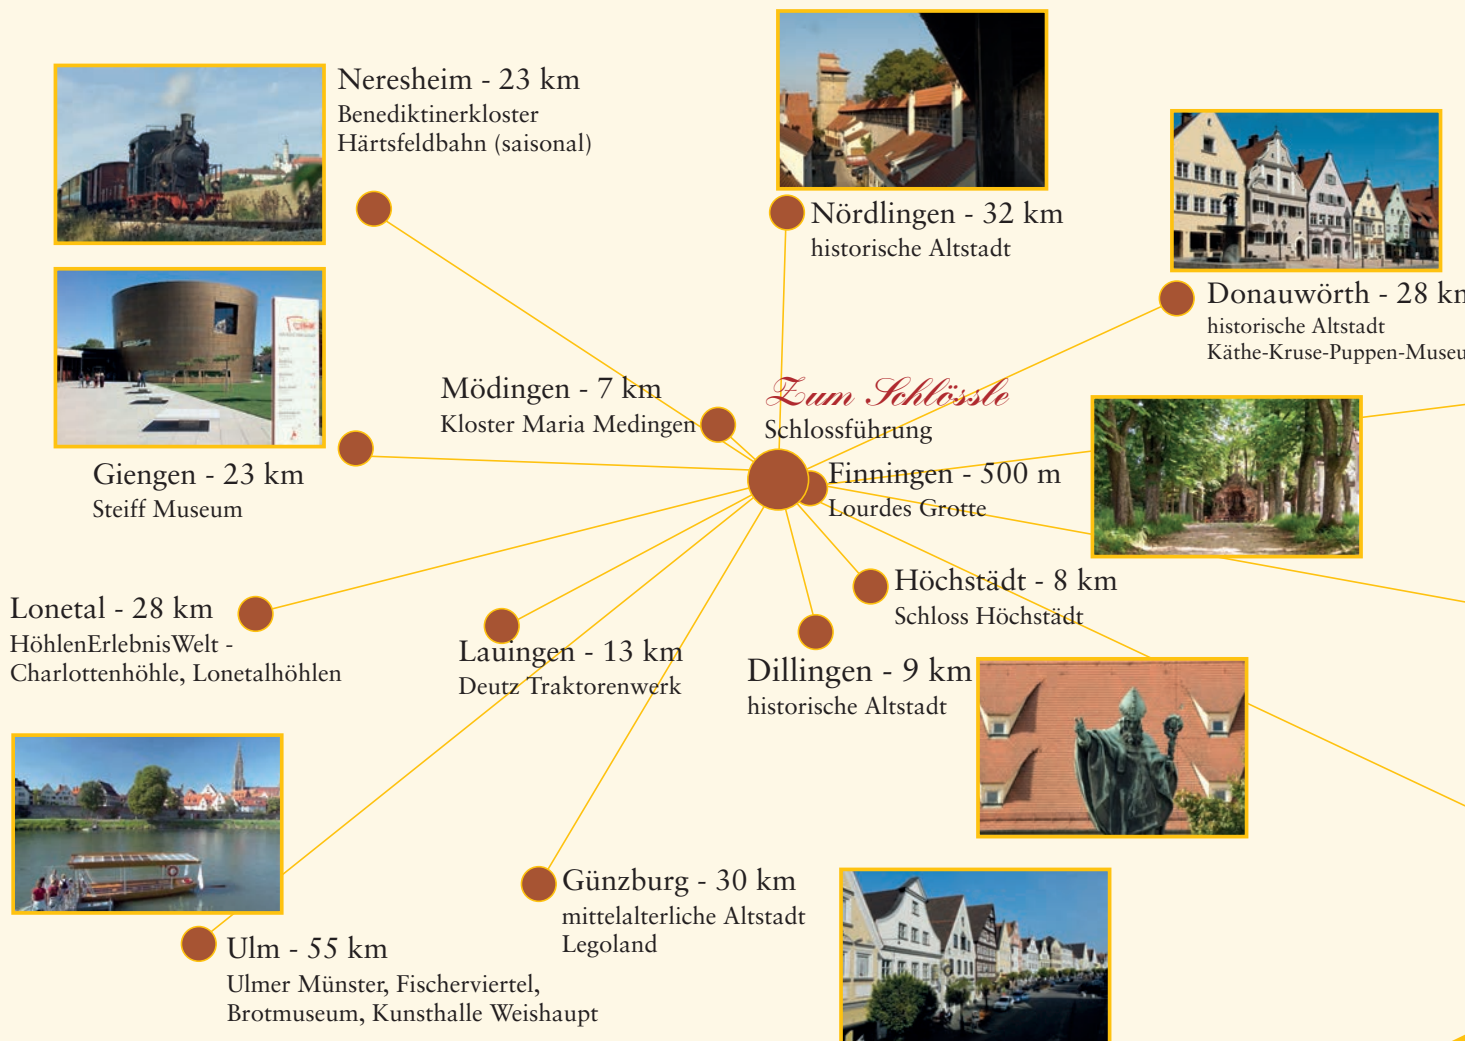 Neresheim - 23 km
Benediktinerkloster
Härtsfeldbahn (saisonal)
Nördlingen - 32 km
historische Altstadt
Donauwörth - 28 km
historische Altstadt
Käthe-Kruse-Puppen-Museu
Mödingen - 7 km
Kloster Maria Medingen
Zum Schlössle
Schlossführung
Giengen - 23 km
Steiff Museum
Finningen - 500 m
Lourdes Grotte
Höchstädt - 8 km
Schloss Höchstädt
Lonetal - 28 km
HöhlenErlebnisWelt -
Charlottenhöhle, Lonetalhöhlen
Lauingen - 13 km
Deutz Traktorenwerk
Dillingen - 9 km
historische Altstadt
Günzburg - 30 km
mittelalterliche Altstadt
Legoland
Ulm - 55 km
Ulmer Münster, Fischerviertel,
Brotmuseum, Kunsthalle Weishaupt